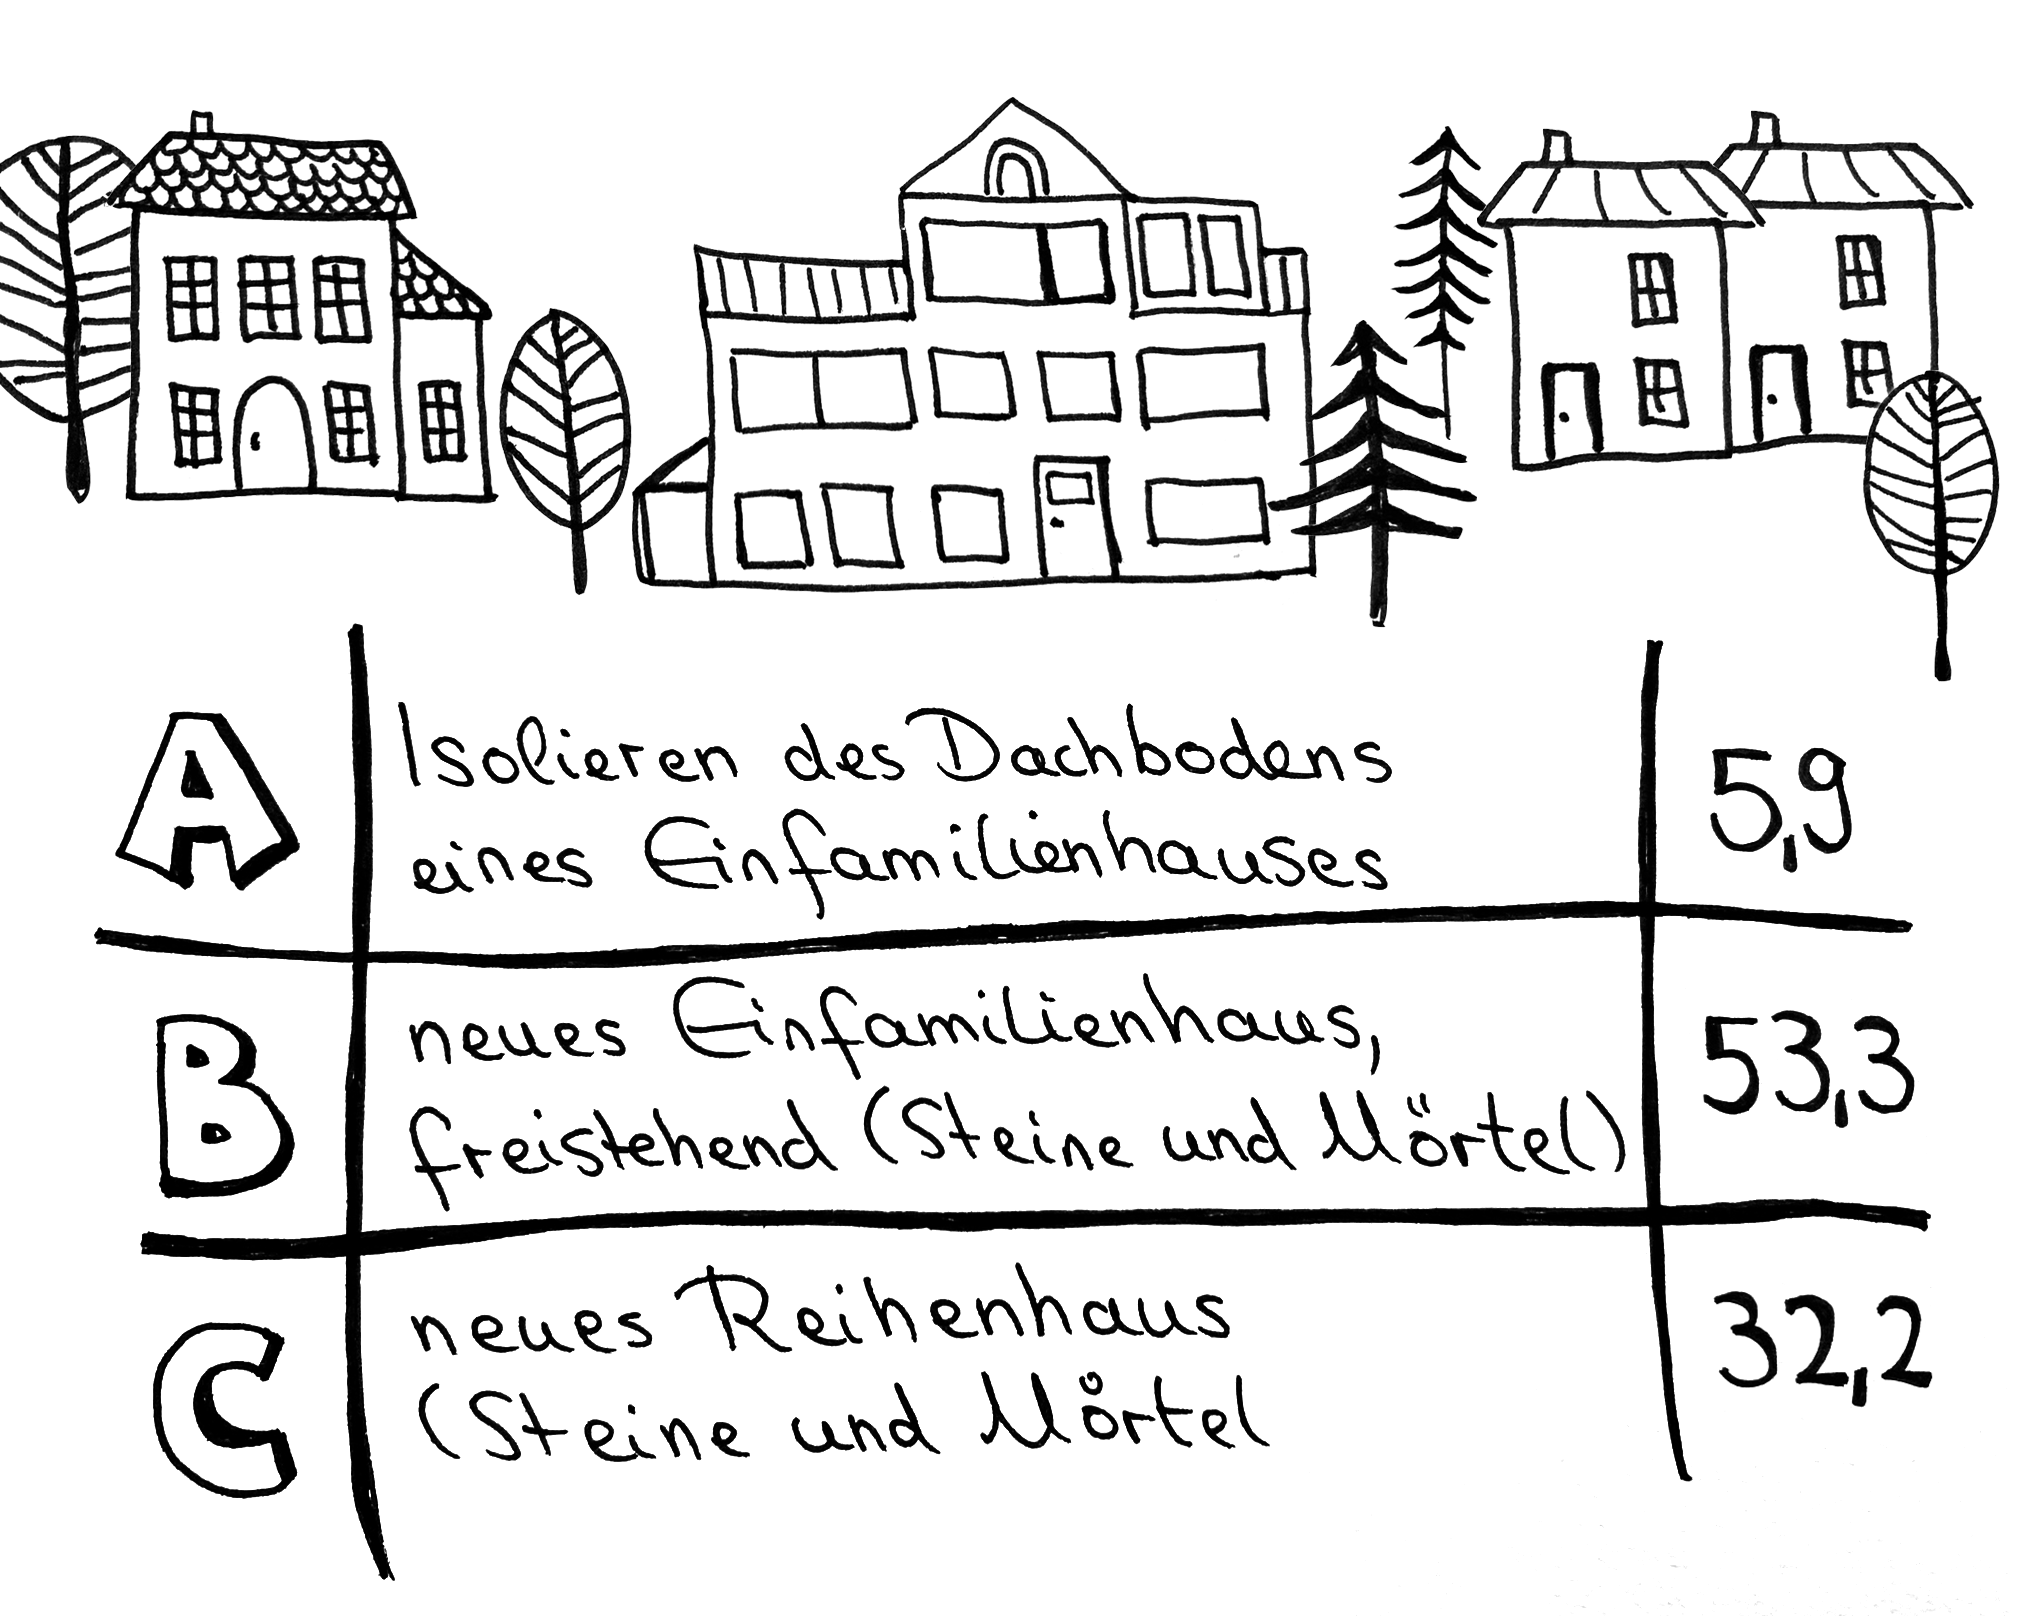 A
Isolieren des Dachbodens
eines Einfamilienhauses
5,9
B
neues Einfamilienhaus,
freistehend (Steine und Mörtel)
53,3
C
neues Reihenhaus
(Steine und Mörtel
32,2